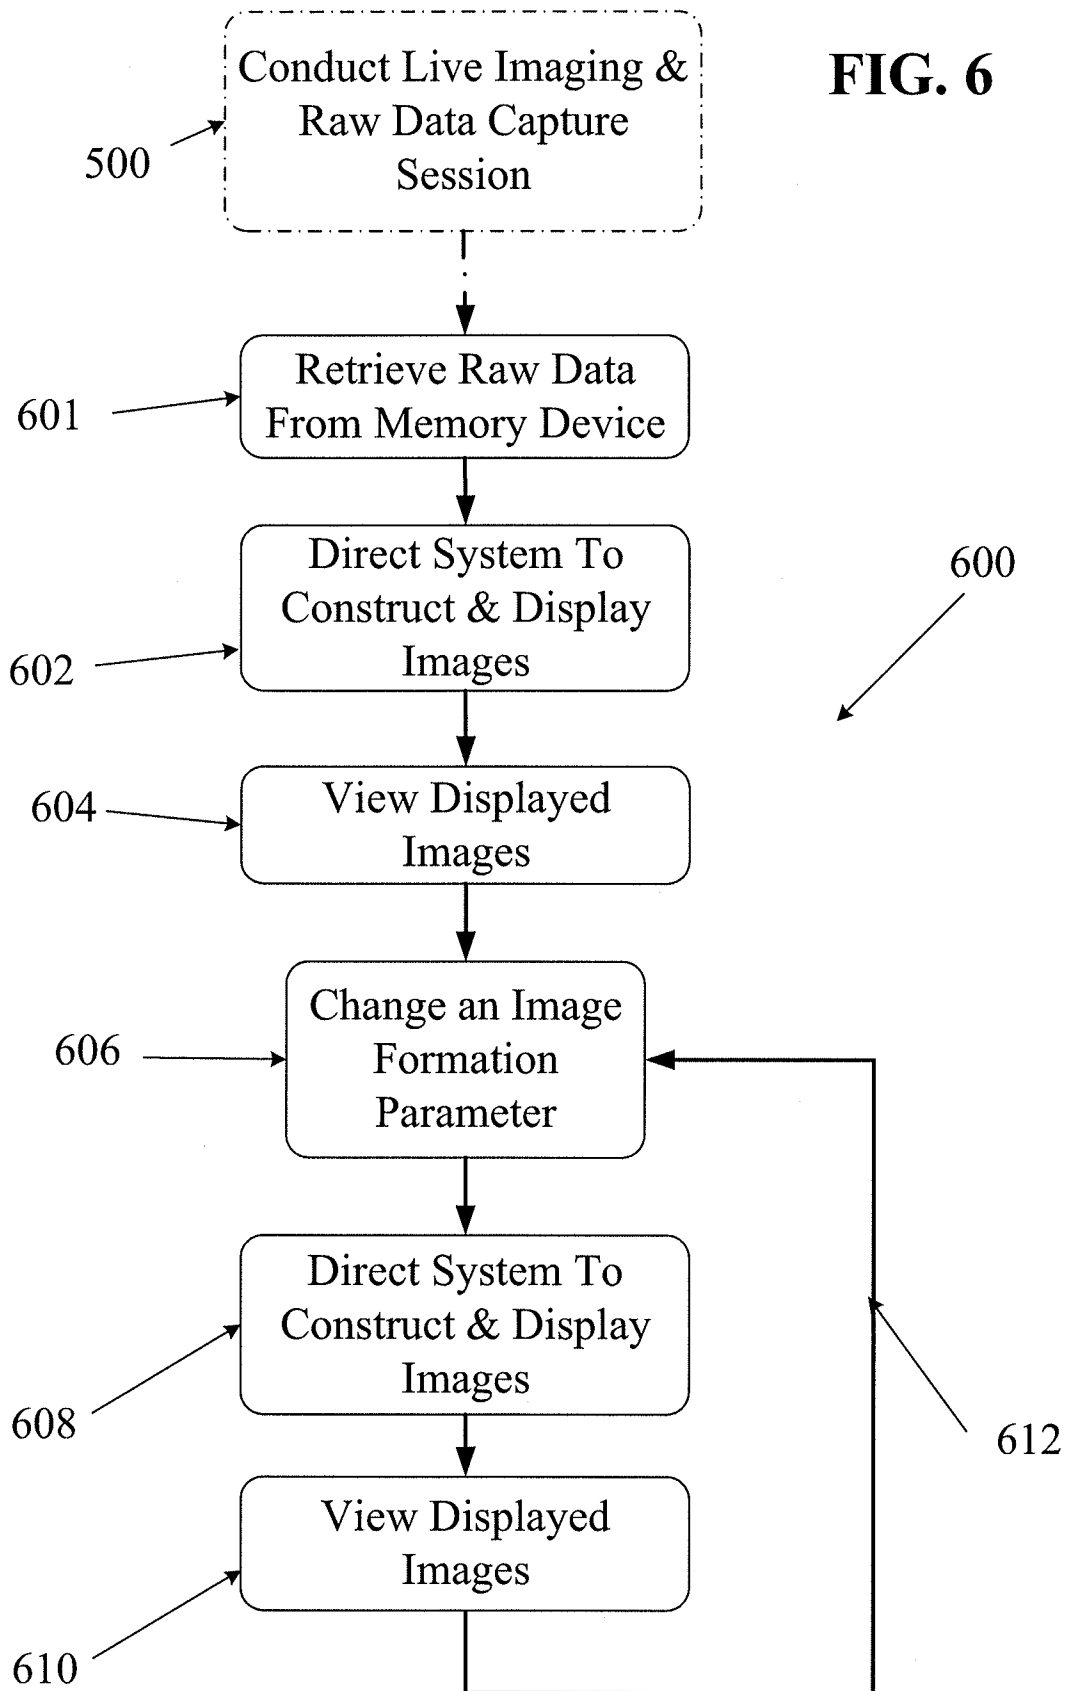 FIG. 6
Conduct Live Imaging &
Raw Data Capture
Session
500
Retrieve Raw Data
From Memory Device
601
Direct System To
Construct & Display
Images
600
602
View Displayed
Images
604
Change an Image
Formation
Parameter
606
Direct System To
Construct & Display
Images
608
612
View Displayed
Images
610